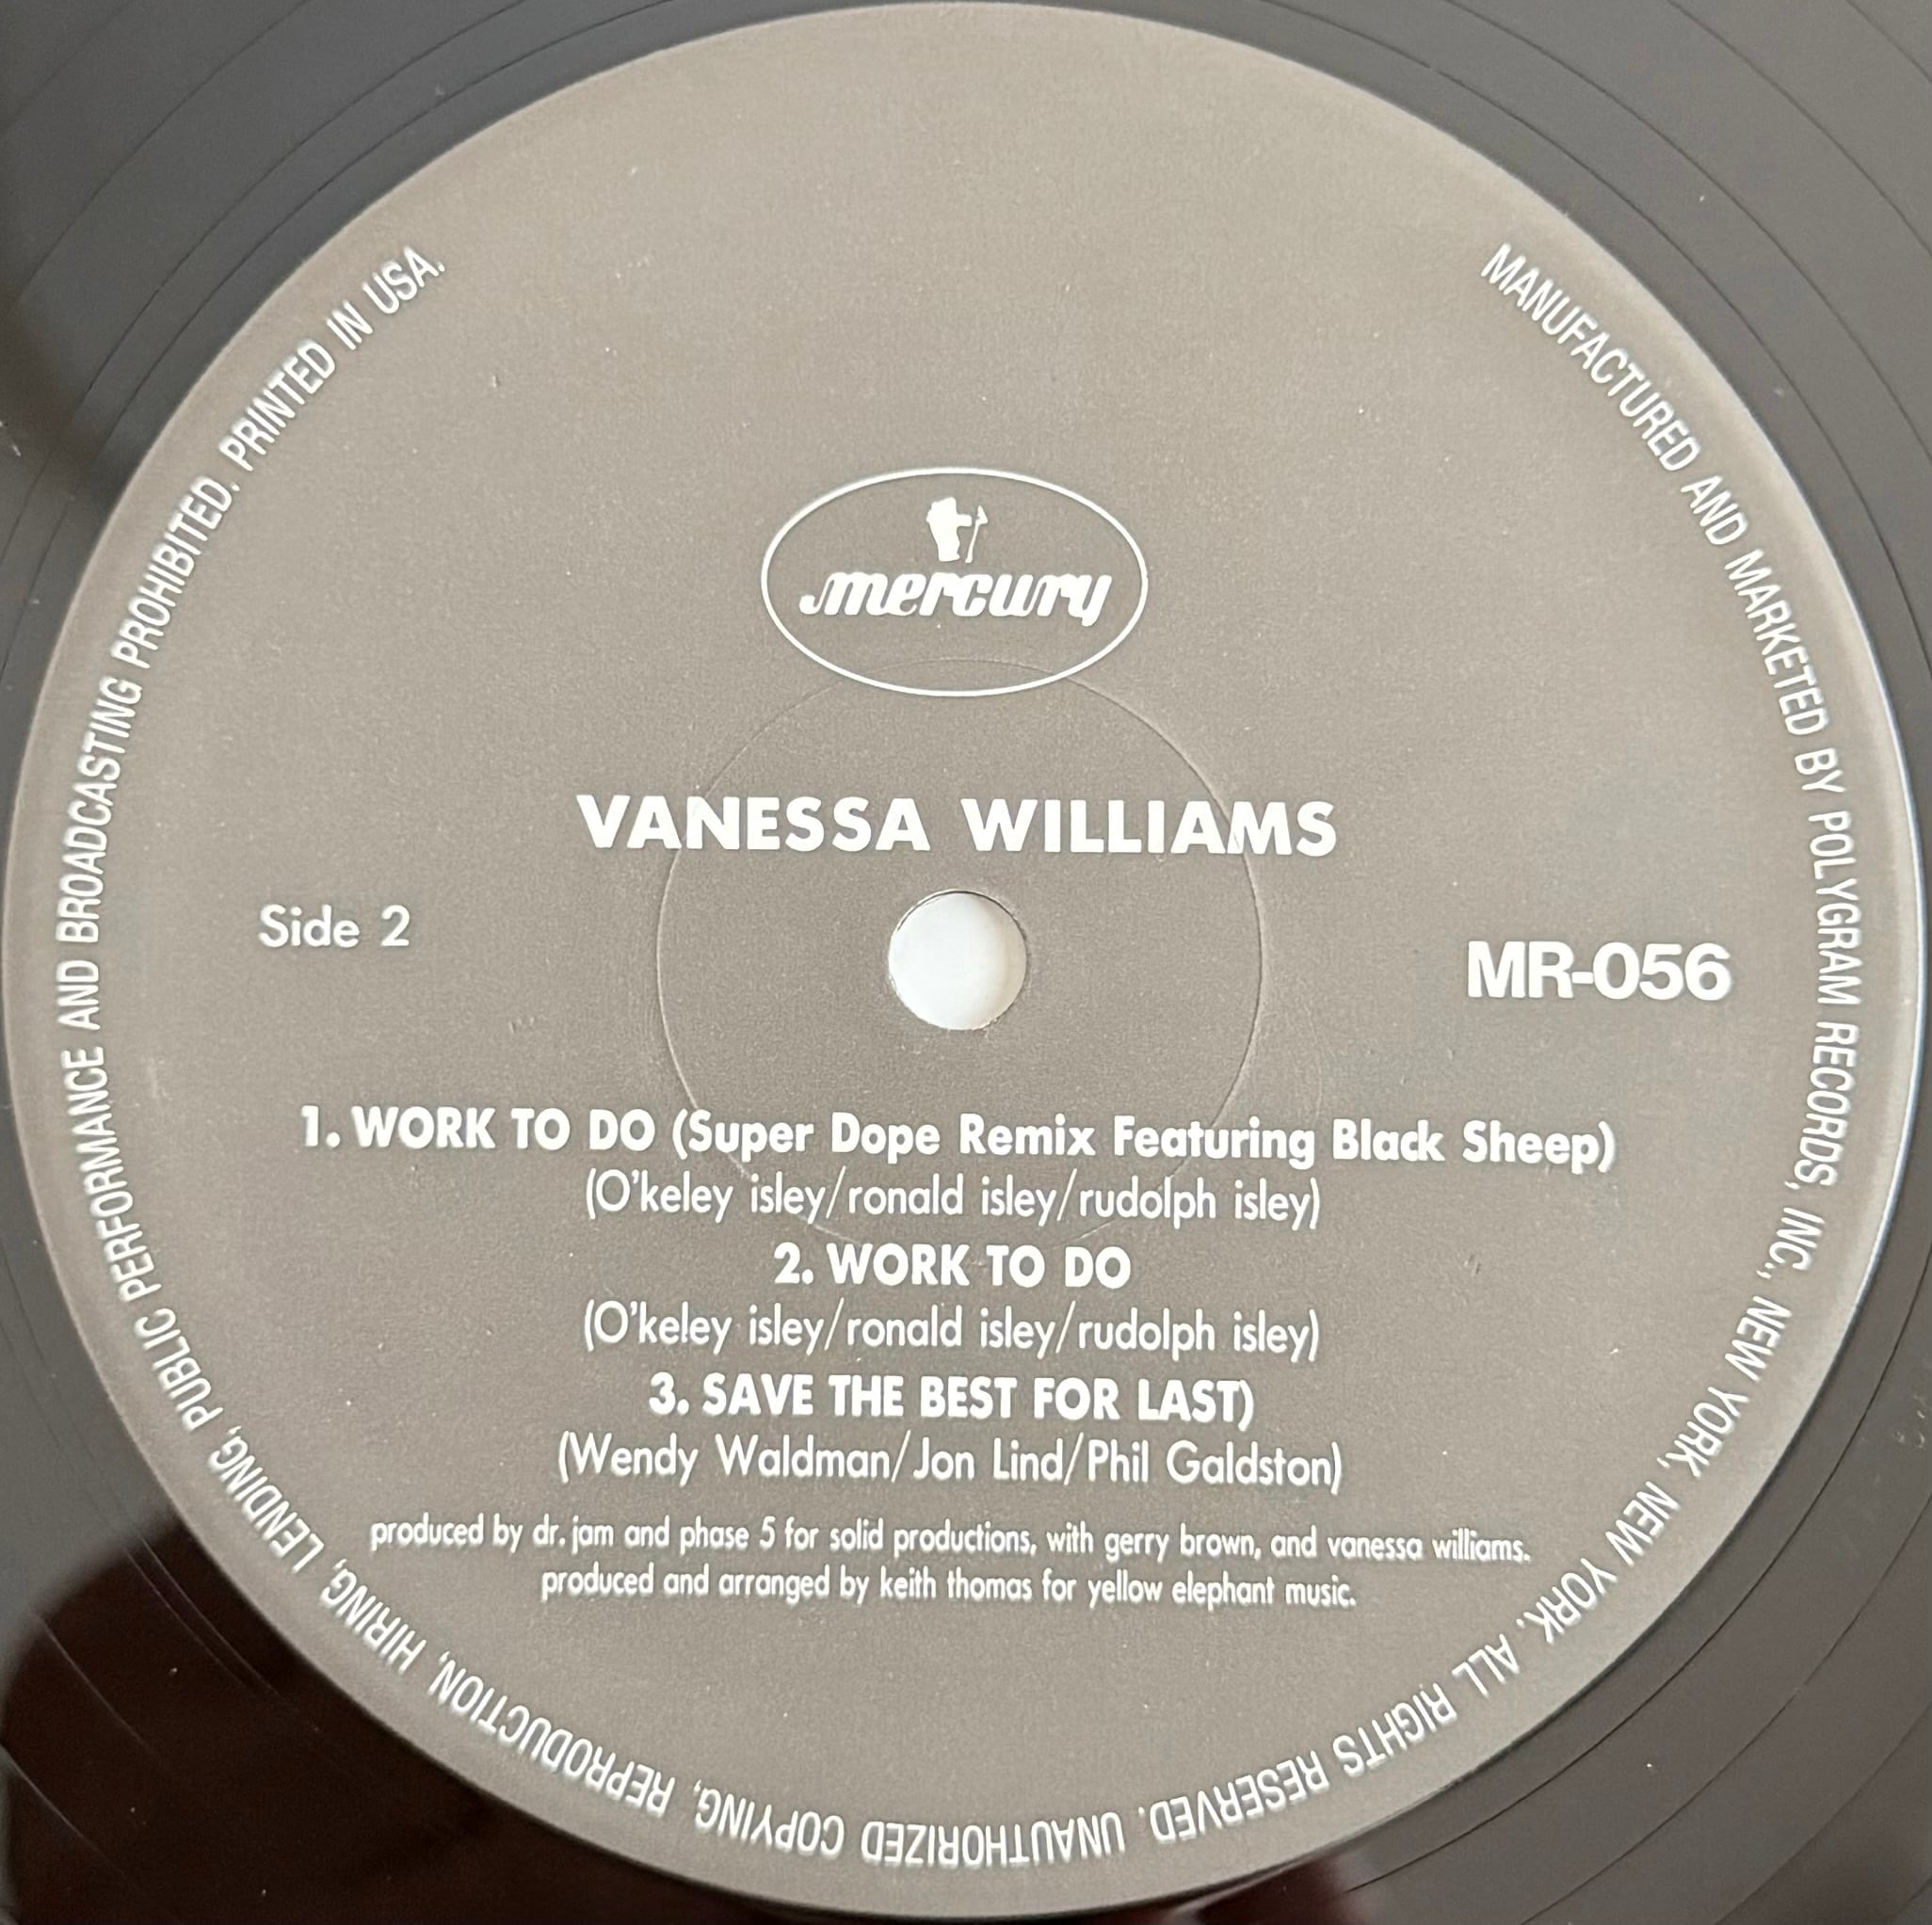 mercury
VANESSA WILLIAMS
Side 2
MR-056
1. WORK TO DO (Super Dope Remix Featuring Black Sheep)
(O'keley isley/ronald isley/rudolph isley)
2. WORK TO DO
(O'keley isley/ronald isley/rudolph isley)
3. SAVE THE BEST FOR LAST)
(Wendy Waldman/Jon Lind/Phil Galdston)
produced by dr. jam and phase 5 for solid productions, with gerry brown, and vanessa williams.
produced and arranged by keith thomas for yellow elephant music.
MANUFACTURED AND MARKETED BY POLYGRAM RECORDS, INC., NEW YORK, NEW YORK. ALL RIGHTS RESERVED. UNAUTHORIZED COPYING, REPRODUCTION, HIRING, LENDING, PUBLIC PERFORMANCE AND BROADCASTING PROHIBITED. PRINTED IN USA.